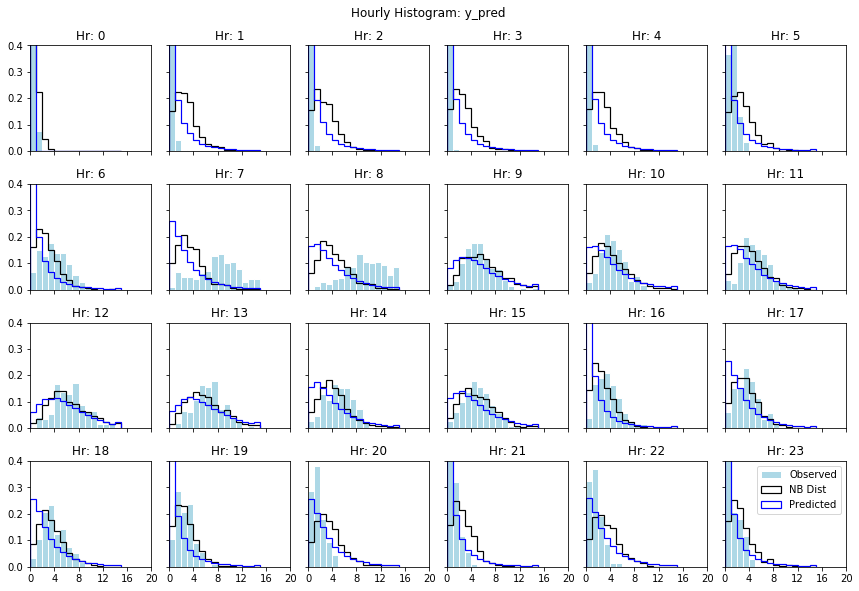 Hourly Histogram: y_pred
Hr: 0 Hr: 1 Hr: 2 Hr: 3 Hr: 4 Hr: 5
0.4
0.3
0.2
0.1
0.0
Hr: 6 Hr: 7 Hr: 8 Hr: 9 Hr: 10 Hr: 11
0.4
0.3
0.2
0.1
0.0
Hr: 12 Hr: 13 Hr: 14 Hr: 15 Hr: 16 Hr: 17
0.4
0.3
0.2
0.1
0.0
Hr: 18 Hr: 19 Hr: 20 Hr: 21 Hr: 22 Hr: 23
0.4
Observed
NB Dist
Predicted
0.3
0.2
0.1
0.0
0 4 8 12 16 20 0 4 8 12 16 20 0 4 8 12 16 20 0 4 8 12 16 20 0 4 8 12 16 20 0 4 8 12 16 20